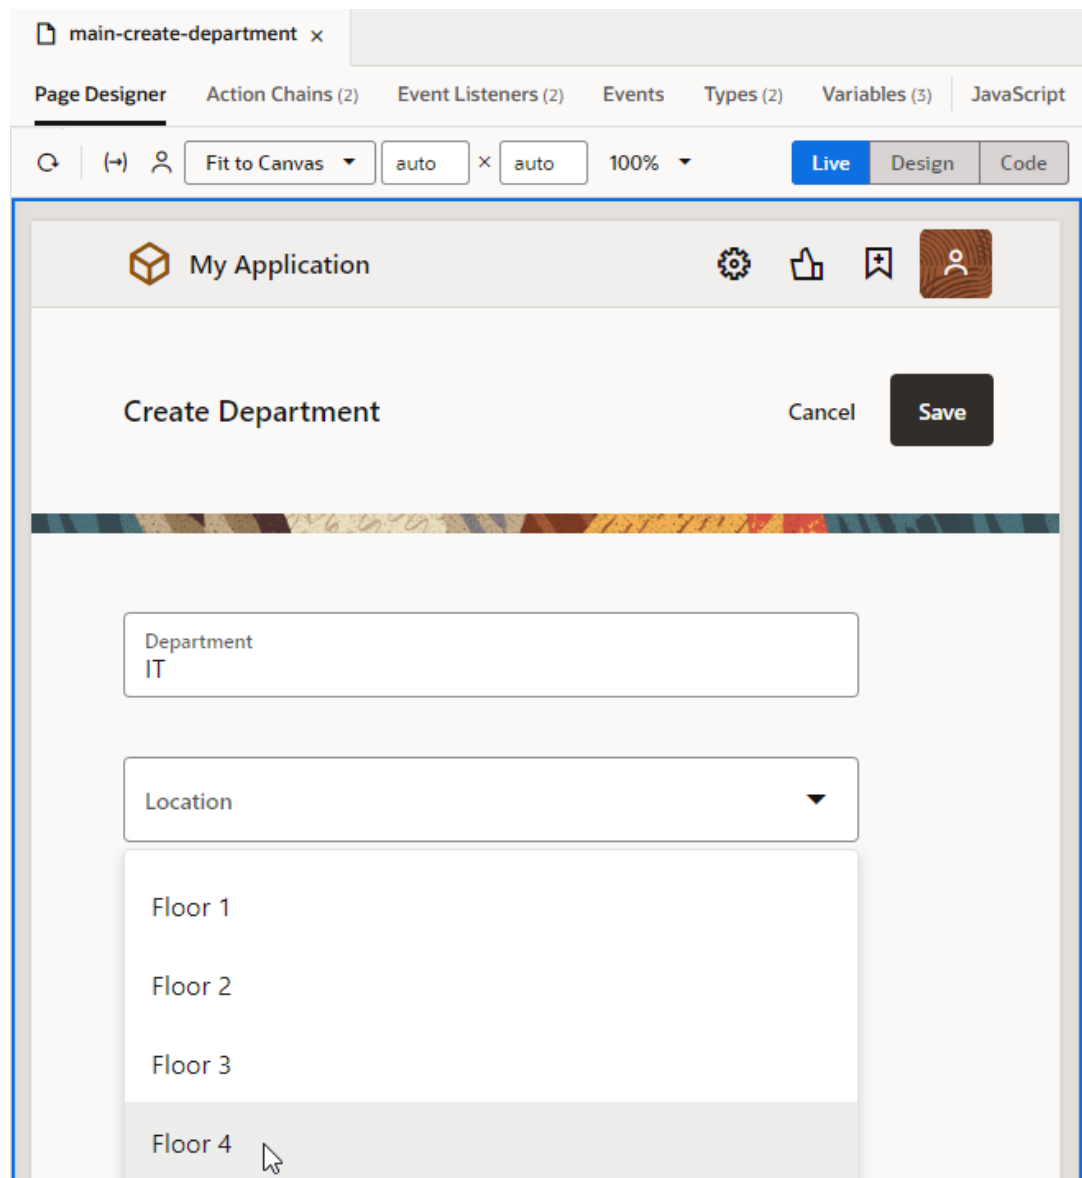 main-create-department ×
Page Designer Action Chains (2) Event Listeners (2) Events Types (2) Variables (3) JavaScript
Fit to Canvas auto × auto 100% Live Design Code
My Application
Create Department Cancel Save
Department
IT
Location
Floor 1
Floor 2
Floor 3
Floor 4